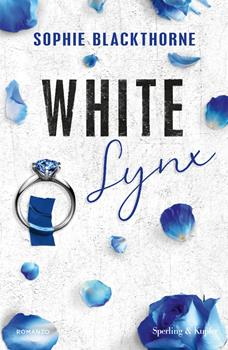 SOPHIE BLACKTHORNE
WHITE
Lynx
ROMANZO
Sperling & Kupfer